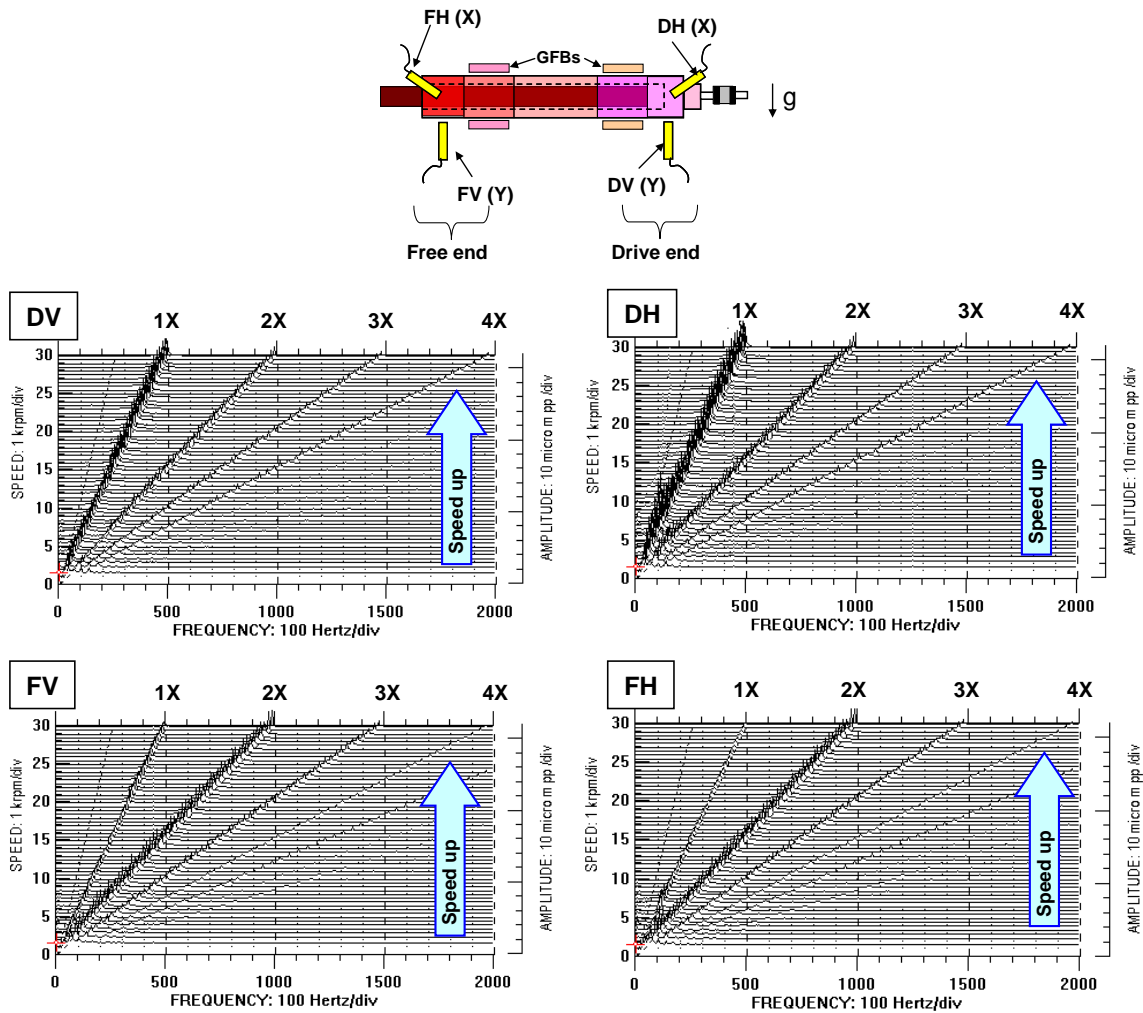 FH (X)
DH (X)
GFBs
g
FV (Y)
DV (Y)
Free end
Drive end
DV
1X 2X 3X 4X
SPEED: 1 krpm/div
30
25
20
15
10
5
0
Speed up
AMPLITUDE: 10 micro m pp /div
0 500 1000 1500 2000
FREQUENCY: 100 Hertz/div
DH
1X 2X 3X 4X
SPEED: 1 krpm/div
30
25
20
15
10
5
0
Speed up
AMPLITUDE: 10 micro m pp /div
0 500 1000 1500 2000
FREQUENCY: 100 Hertz/div
FV
1X 2X 3X 4X
SPEED: 1 krpm/div
30
25
20
15
10
5
0
Speed up
AMPLITUDE: 10 micro m pp /div
0 500 1000 1500 2000
FREQUENCY: 100 Hertz/div
FH
1X 2X 3X 4X
SPEED: 1 krpm/div
30
25
20
15
10
5
0
Speed up
AMPLITUDE: 10 micro m pp /div
0 500 1000 1500 2000
FREQUENCY: 100 Hertz/div